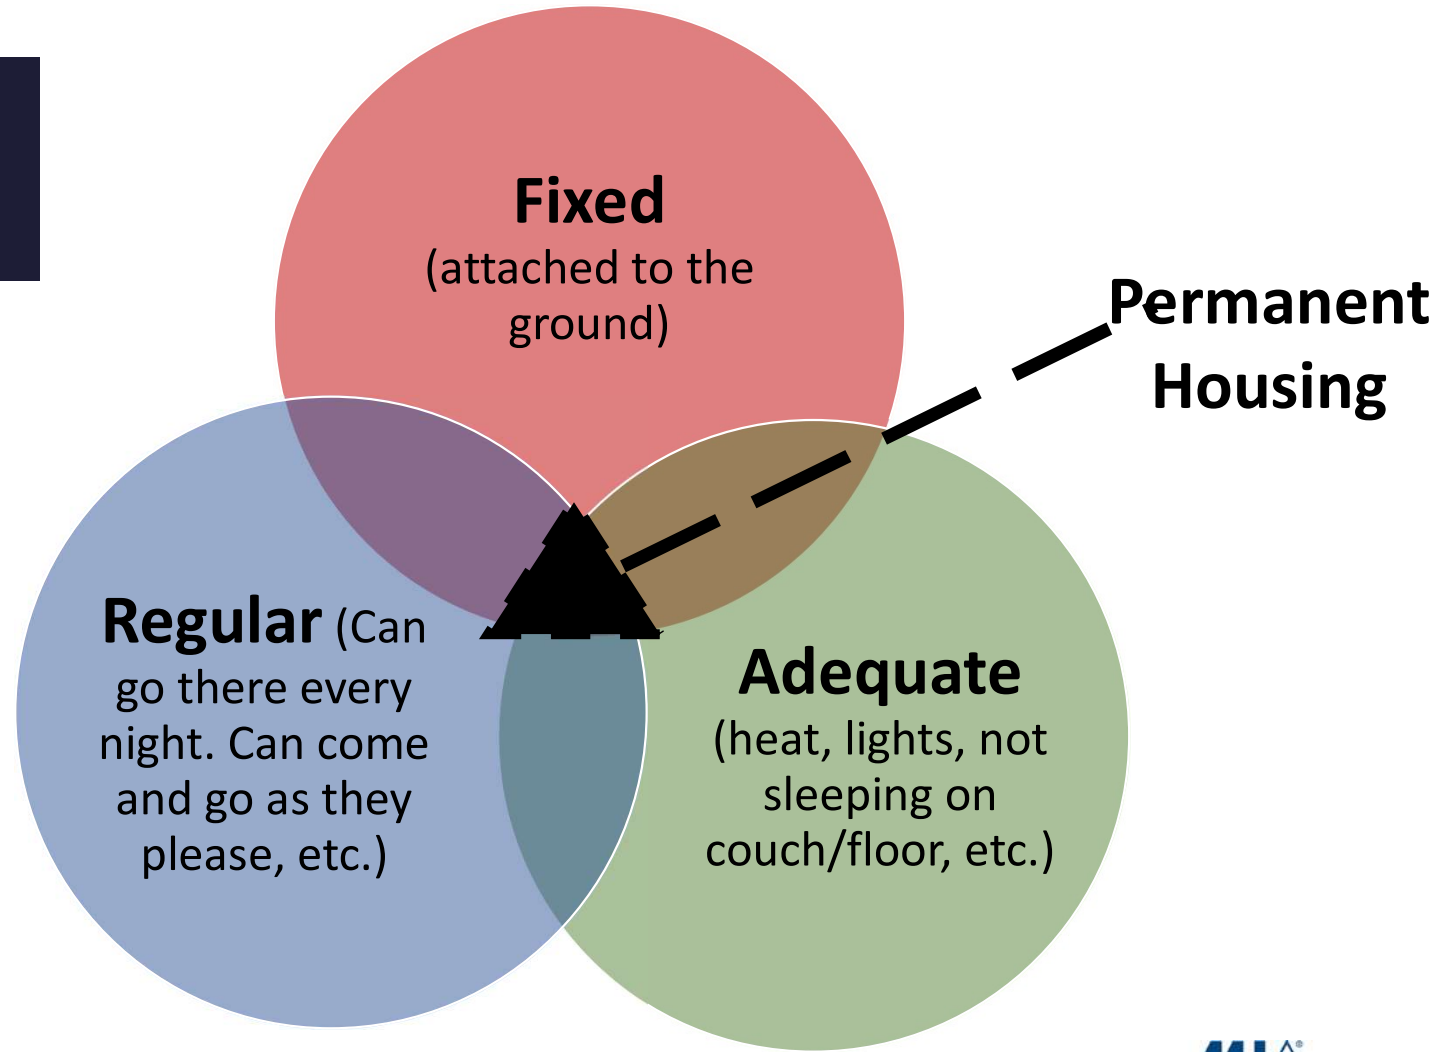 Fixed
(attached to the
ground)
Permanent
Housing
Regular (Can
go there every
night. Can come
and go as they
please, etc.)
Adequate
(heat, lights, not
sleeping on
couch/floor, etc.)